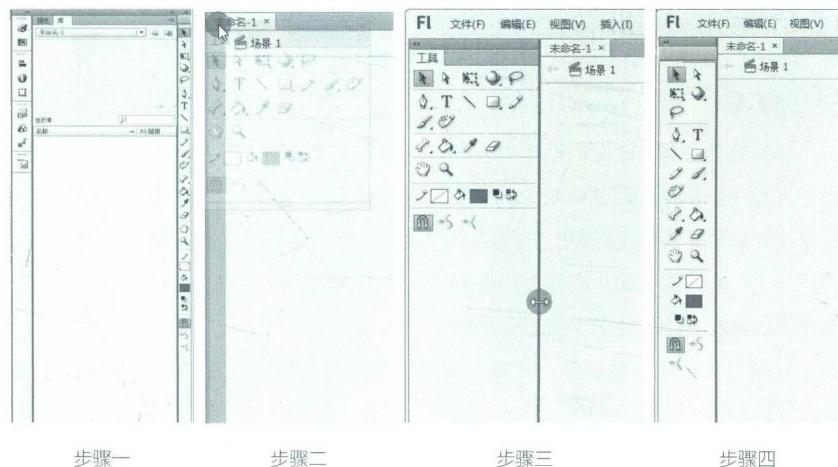 属性 库
未命名-1
名称 AS 链接
未命名-1 ×
场景 1
Fl 文件(F) 编辑(E) 视图(V) 插入(I)
工具
未命名-1 ×
场景 1
Fl 文件(F) 编辑(E) 视图(V)
未命名-1 ×
场景 1
步骤一 步骤二 步骤三 步骤四